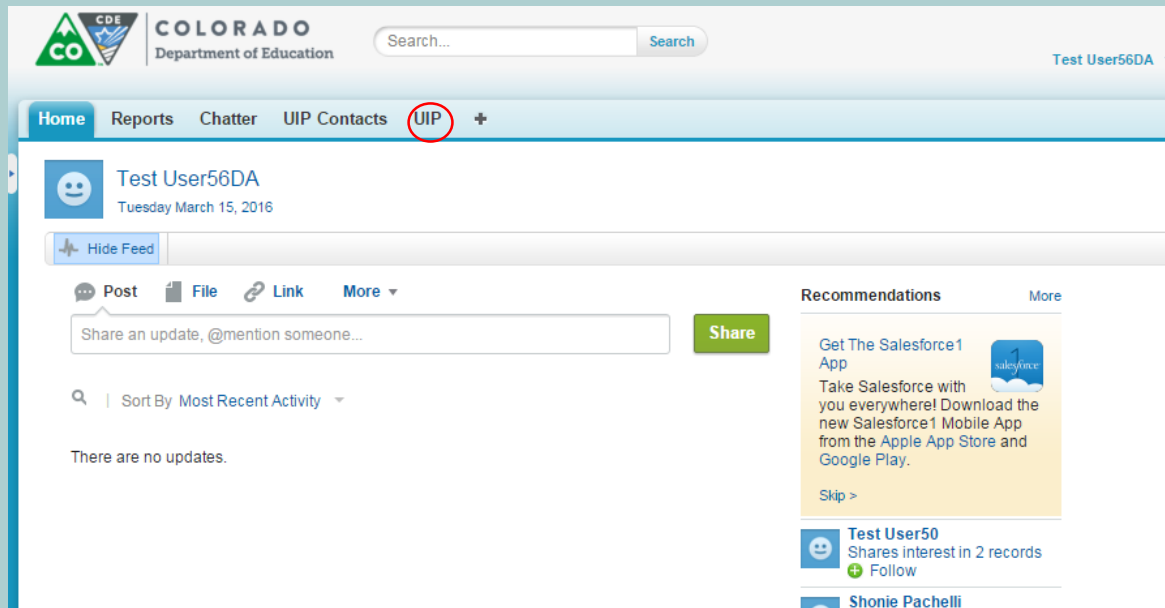 CDE
CO
COLORADO
Department of Education
Search...
Search
Test User56DA
Home Reports Chatter UIP Contacts UIP +
Test User56DA
Tuesday March 15, 2016
Hide Feed
Post File Link More
Share an update, @mention someone...
Share
Sort By Most Recent Activity
There are no updates.
Recommendations More
Get The Salesforce1
App
salesforce
1
Take Salesforce with
you everywhere! Download the
new Salesforce1 Mobile App
from the Apple App Store and
Google Play.
Skip >
Test User50
Shares interest in 2 records
Follow
Shonie Pachelli